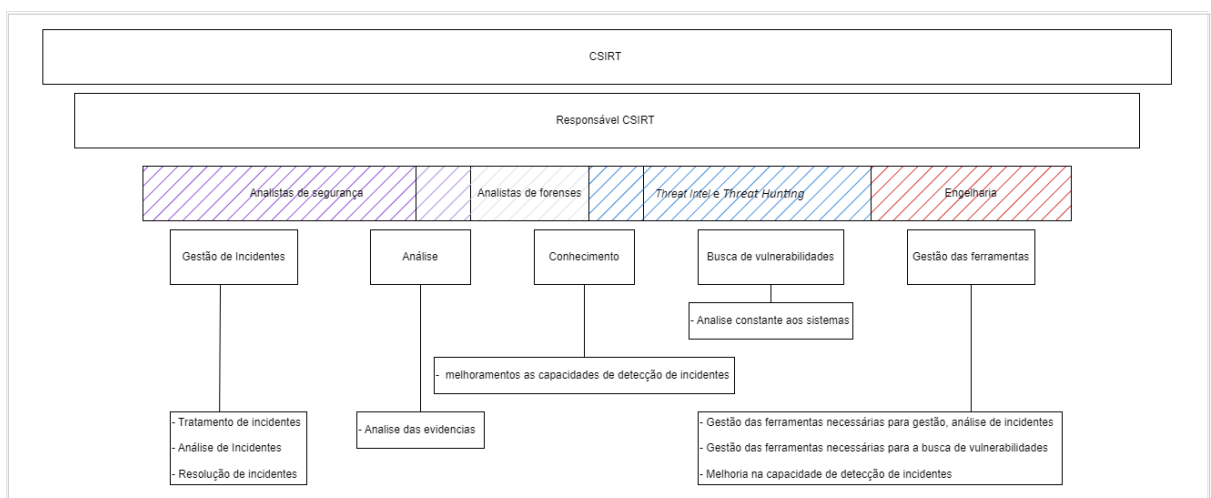 CSIRT
Responsável CSIRT
Analistas de segurança
Analistas de forenses
Threat Intel e Threat Hunting
Engelharia
Gestão de Incidentes
Análise
Conhecimento
Busca de vulnerabilidades
Gestão das ferramentas
- Analise constante aos sistemas
- melhoramentos as capacidades de detecção de incidentes
- Tratamento de incidentes
- Análise de Incidentes
- Resolução de incidentes
- Analise das evidencias
- Gestão das ferramentas necessárias para gestão, análise de incidentes
- Gestão das ferramentas necessárias para a busca de vulnerabilidades
- Melhoria na capacidade de detecção de incidentes